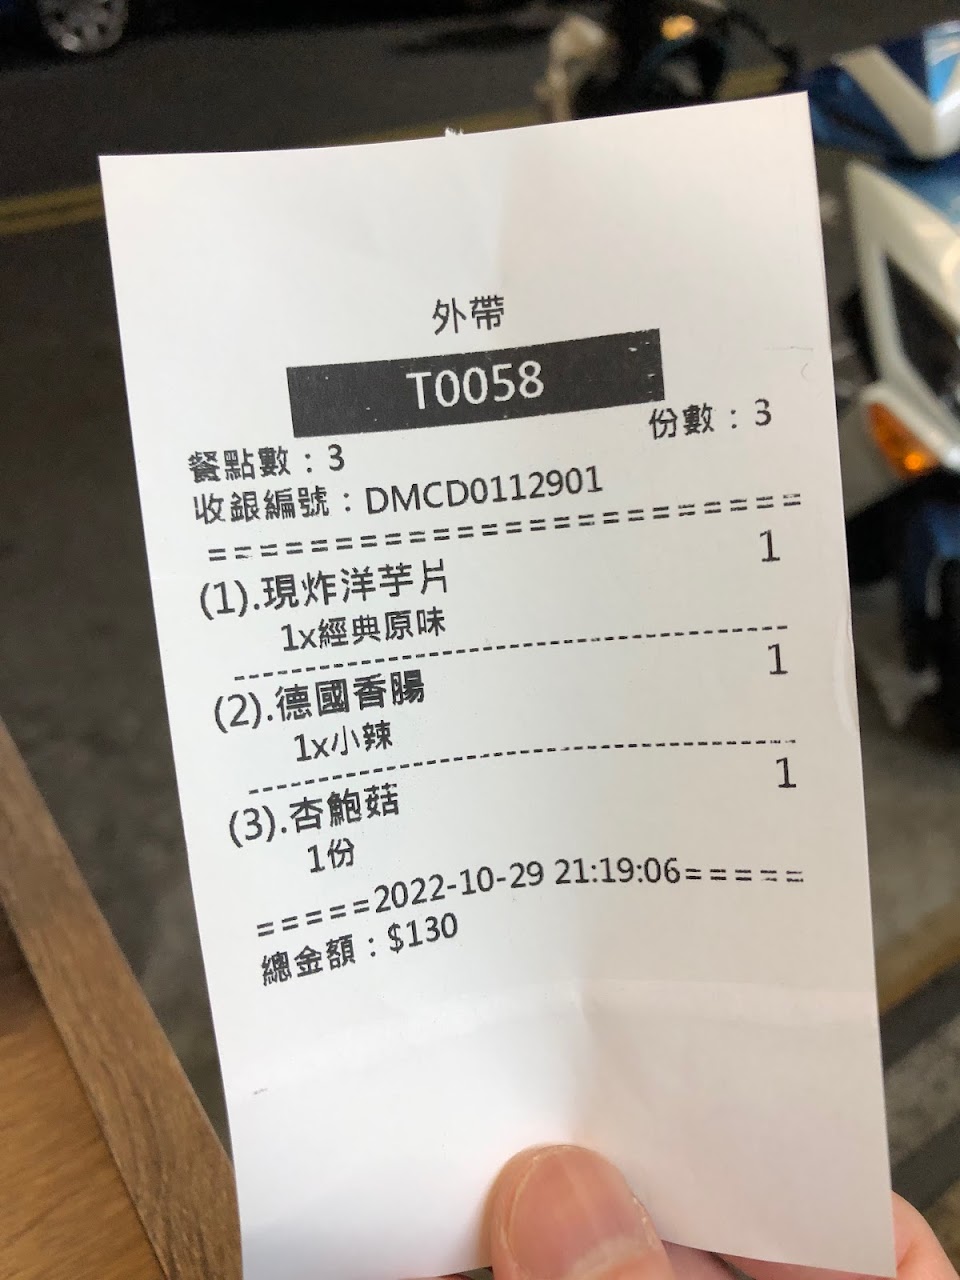 外帶
T0058
餐點數：3 份數：3
收銀編號：DMCD0112901
========================
(1).現炸洋芋片 1
1x經典原味
(2).德國香腸 1
1x小辣
(3).杏鮑菇 1
1份
=====2022-10-29 21:19:06=====
總金額：$130